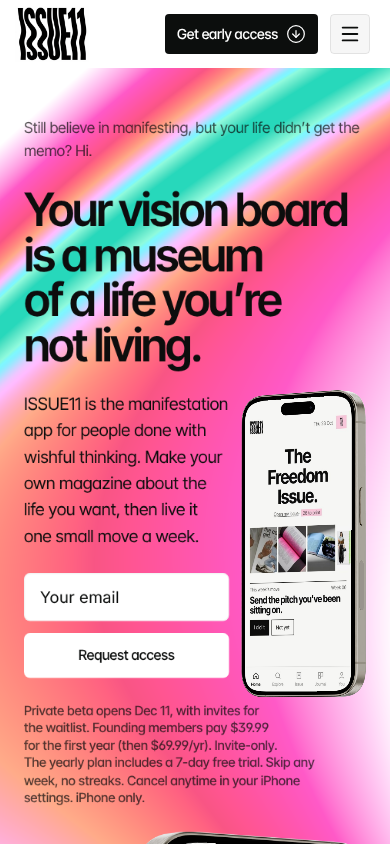 ISSUE11
Get early access
Still believe in manifesting, but your life didn’t get the
memo? Hi.
Your vision board
is a museum
of a life you’re
not living.
ISSUE11 is the manifestation
app for people done with
wishful thinking. Make your
own magazine about the
life you want, then live it
one small move a week.
ISSUE11
The
Freedom
Issue.
Send the pitch you’ve been
sitting on.
I did it
Not yet
Home
Your email
Request access
Private beta opens Dec 11, with invites for
the waitlist. Founding members pay $39.99
for the first year (then $69.99/yr). Invite-only.
The yearly plan includes a 7-day free trial. Skip any
week, no streaks. Cancel anytime in your iPhone
settings. iPhone only.